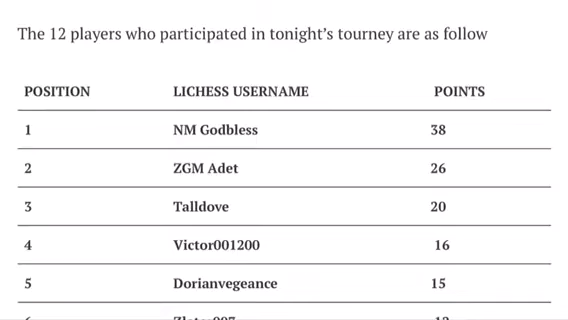 The 12 players who participated in tonight's tourney are as follow
POSITION LICHESS USERNAME POINTS
1 NM Godbless 38
2 ZGM Adet 26
3 Talldove 20
4 Victor001200 16
5 Dorianvegeance 15